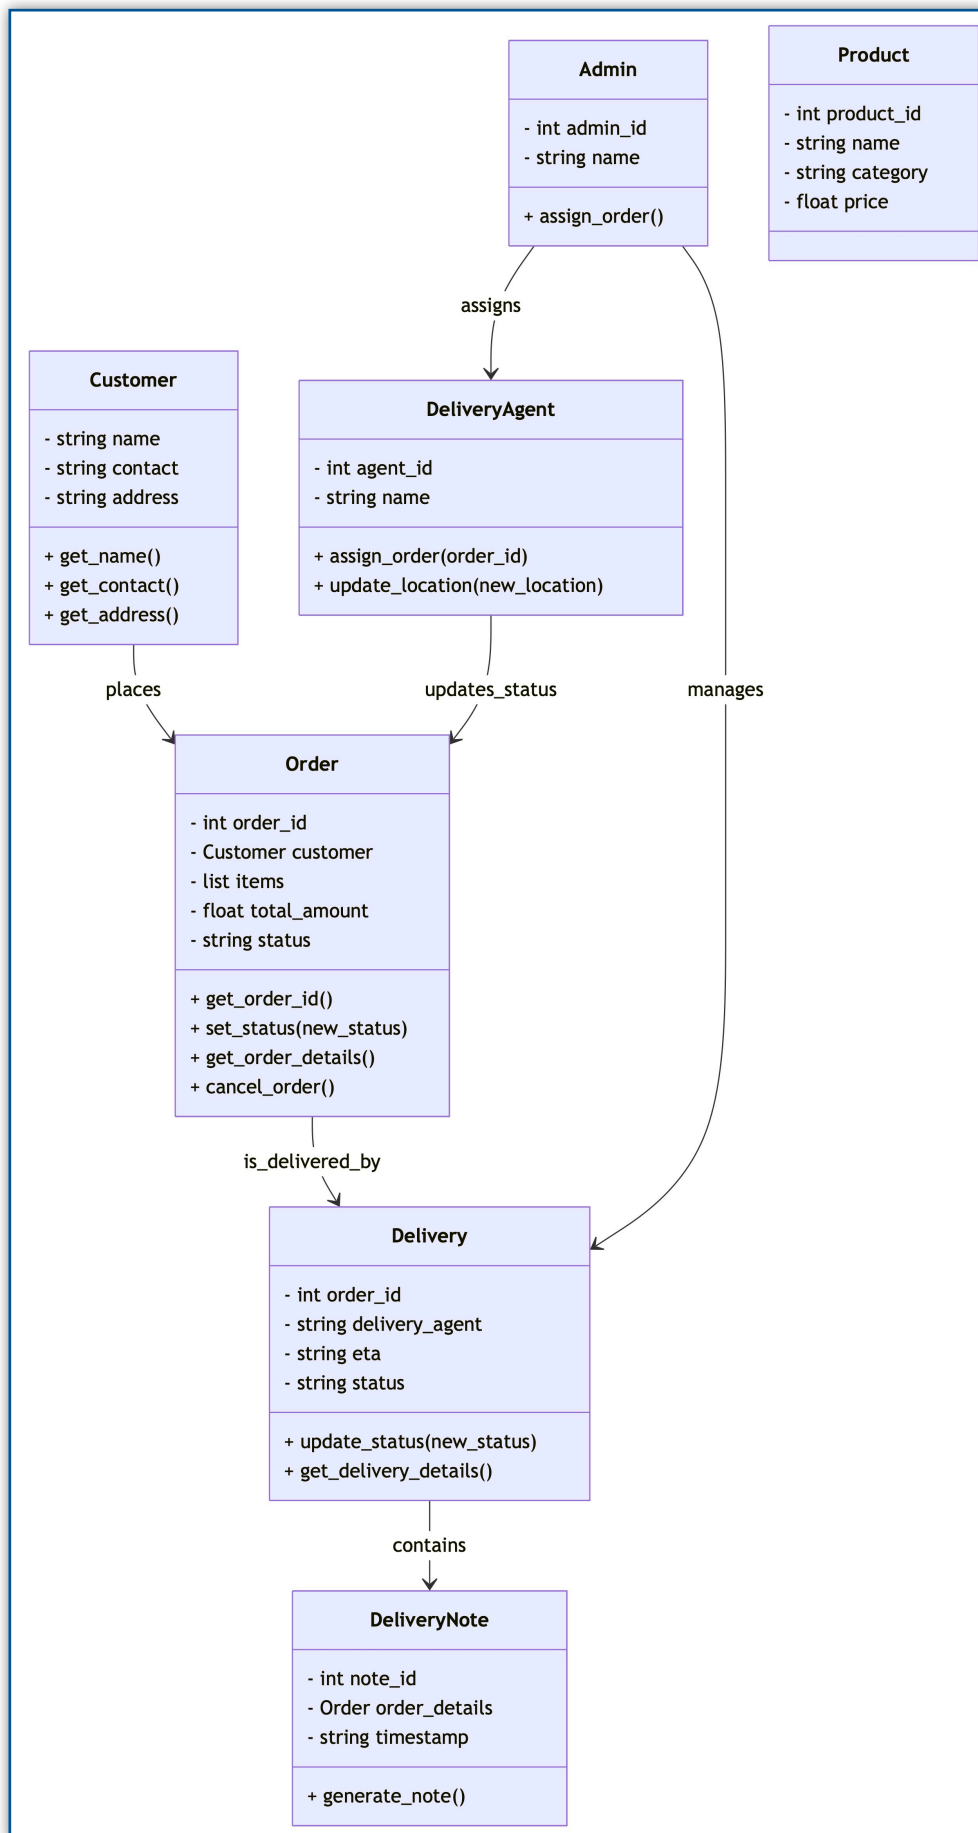 Admin
- int admin_id
- string name
+ assign_order()
Product
- int product_id
- string name
- string category
- float price
assigns
Customer
- string name
- string contact
- string address
+ get_name()
+ get_contact()
+ get_address()
DeliveryAgent
- int agent_id
- string name
+ assign_order(order_id)
+ update_location(new_location)
places
updates_status
manages
Order
- int order_id
- Customer customer
- list items
- float total_amount
- string status
+ get_order_id()
+ set_status(new_status)
+ get_order_details()
+ cancel_order()
is_delivered_by
Delivery
- int order_id
- string delivery_agent
- string eta
- string status
+ update_status(new_status)
+ get_delivery_details()
contains
DeliveryNote
- int note_id
- Order order_details
- string timestamp
+ generate_note()